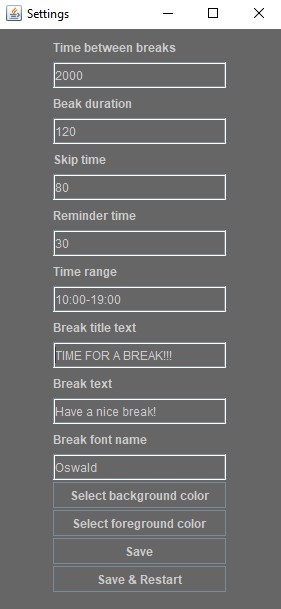 Settings
Time between breaks
2000
Beak duration
120
Skip time
80
Reminder time
30
Time range
10:00-19:00
Break title text
TIME FOR A BREAK!!!
Break text
Have a nice break!
Break font name
Oswald
Select background color
Select foreground color
Save
Save & Restart